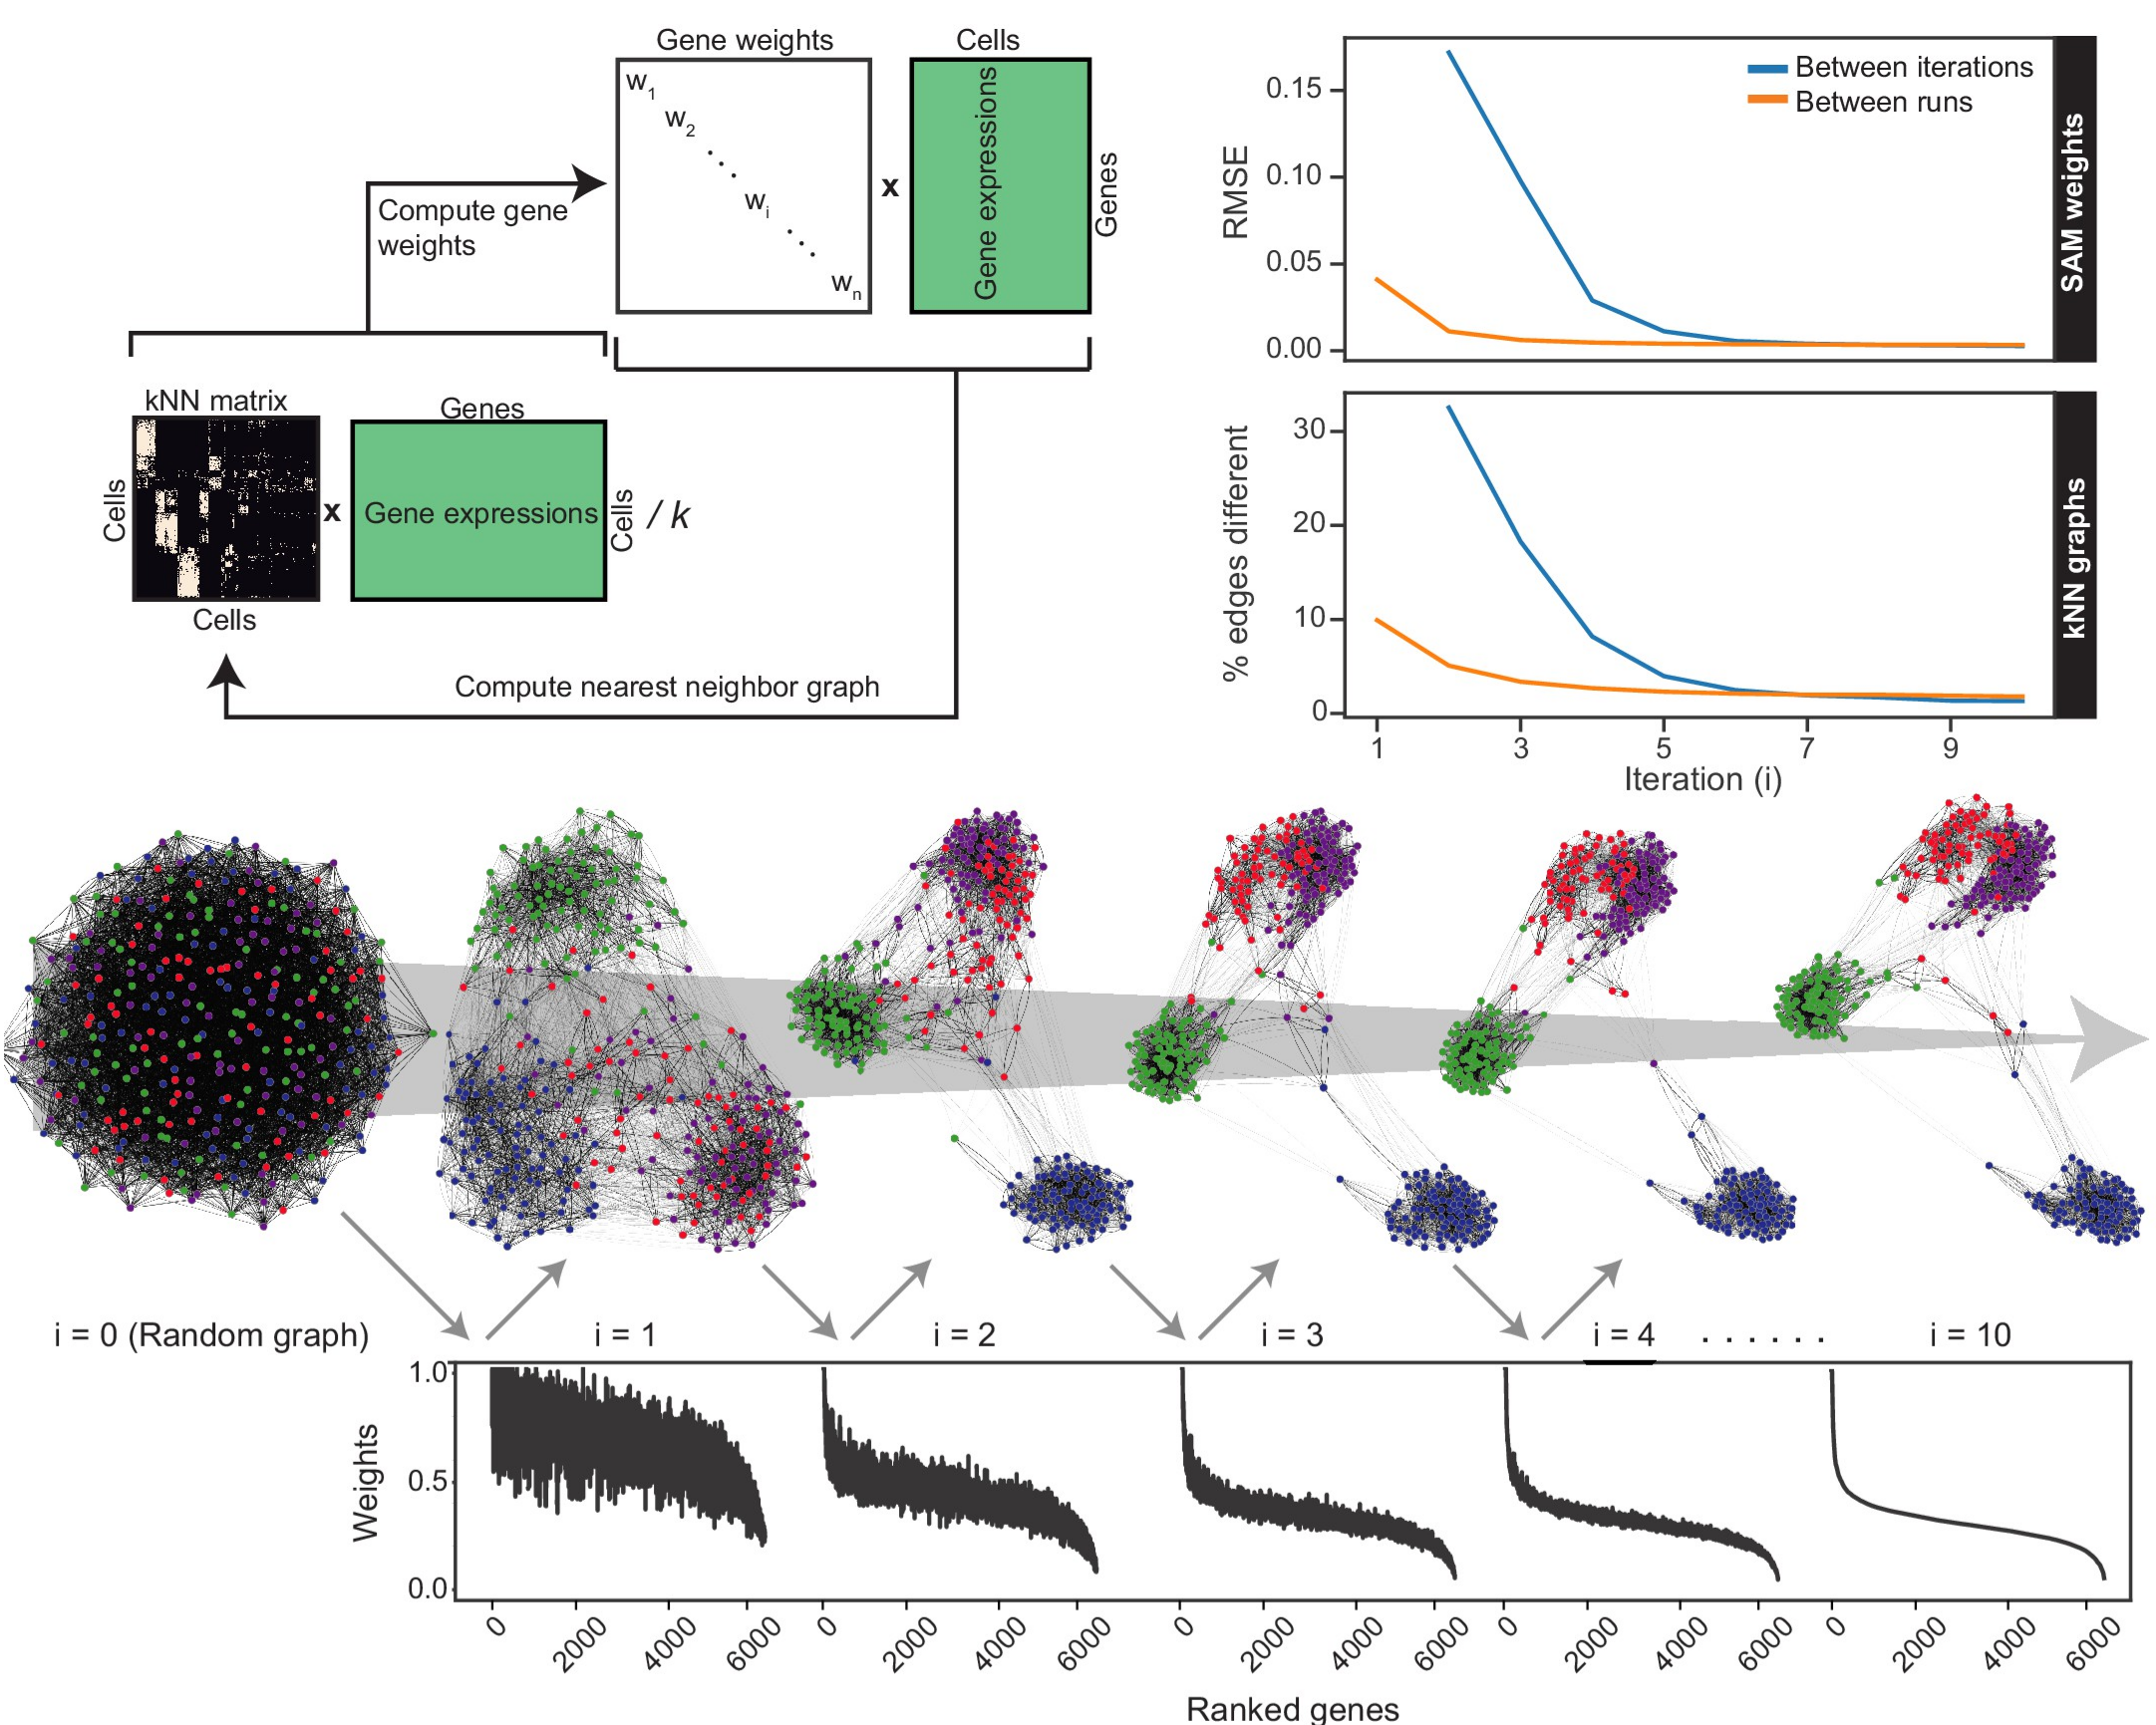 Gene weights
Cells
w1
w2
wi
wn
x
Gene expressions
Genes
Compute gene
weights
kNN matrix
Genes
Cells
x
Gene expressions
Cells
/ k
Cells
Compute nearest neighbor graph
Between iterations
Between runs
0.15
0.10
0.05
0.00
RMSE
SAM weights
30
20
10
0
% edges different
kNN graphs
1 3 5 7 9
Iteration (i)
i = 0 (Random graph)
i = 1
i = 2
i = 3
i = 4
. . . . . .
i = 10
1.0
0.5
0.0
Weights
0 2000 4000 6000 0 2000 4000 6000 0 2000 4000 6000 0 2000 4000 6000 0 2000 4000 6000
Ranked genes